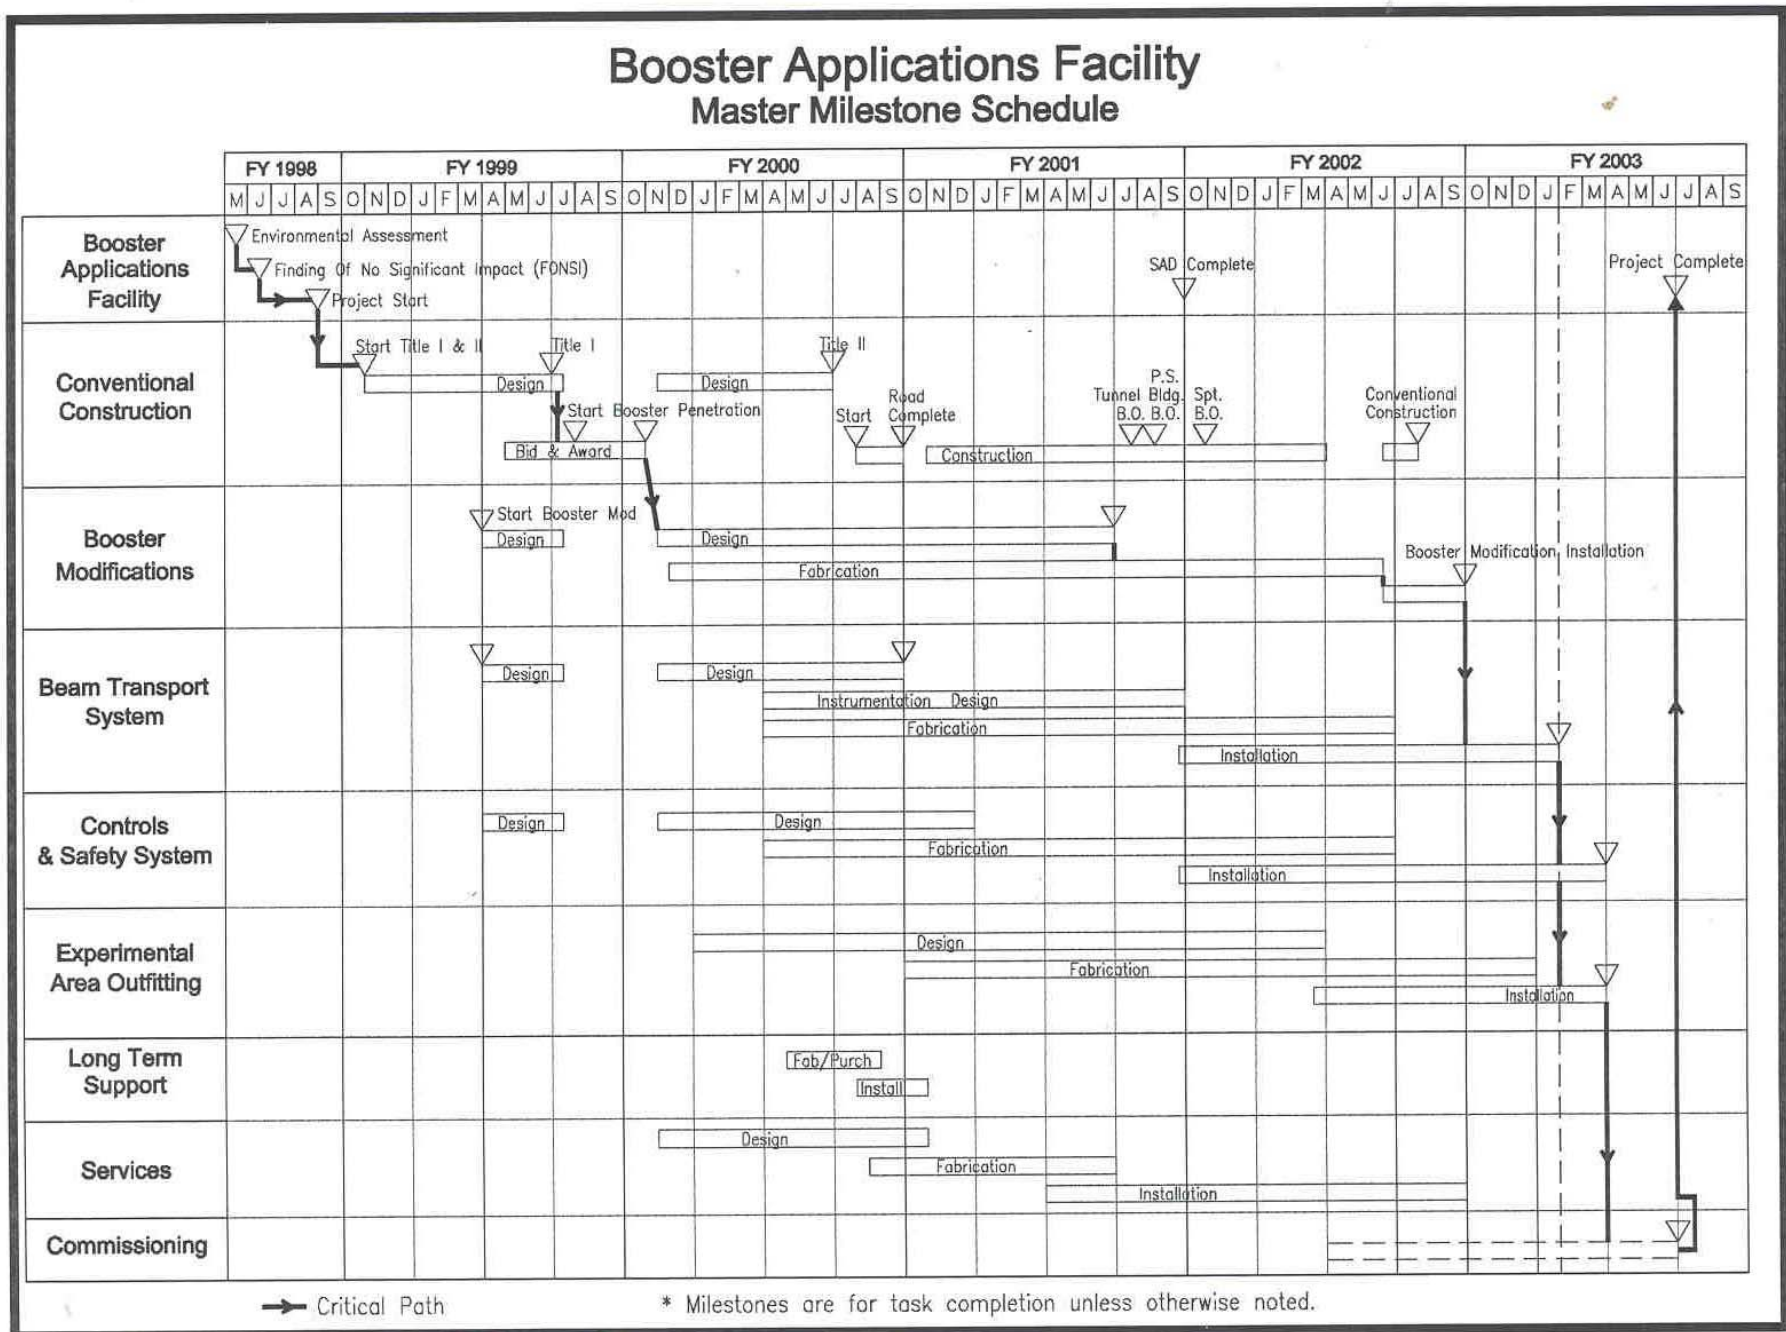 Booster Applications Facility
Master Milestone Schedule
FY 1998 FY 1999 FY 2000 FY 2001 FY 2002 FY 2003
M J J A S O N D J F M A M J J A S O N D J F M A M J J A S O N D J F M A M J J A S O N D J F M A M J J A S O N D J F M A M J J A S
Booster
Applications
Facility
Environmental Assessment
Finding Of No Significant Impact (FONSI)
Project Start
SAD Complete
Project Complete
Conventional
Construction
Start Title I & II
Title I
Title II
Design
Design
Start Booster Penetration
Bid & Award
Start
Road
Complete
Construction
P.S.
Tunnel Bldg. Spt.
B.O. B.O. B.O.
Conventional
Construction
Booster
Modifications
Start Booster Mod
Design
Design
Fabrication
Booster Modification Installation
Beam Transport
System
Design
Design
Instrumentation Design
Fabrication
Installation
Controls
& Safety System
Design
Design
Fabrication
Installation
Experimental
Area Outfitting
Design
Fabrication
Installation
Long Term
Support
Fab/Purch
Install
Services
Design
Fabrication
Installation
Commissioning
Critical Path
* Milestones are for task completion unless otherwise noted.